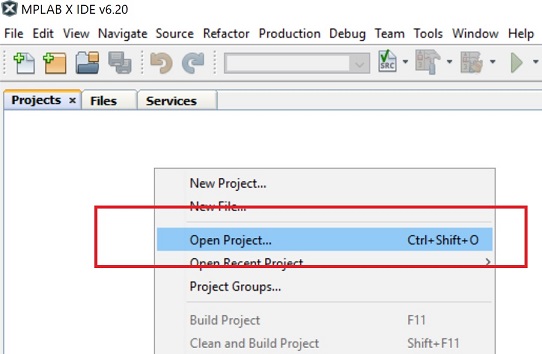 MPLAB X IDE v6.20
File Edit View Navigate Source Refactor Production Debug Team Tools Window Help
SRC
Projects × Files Services
New Project...
New File...
Open Project... Ctrl+Shift+O
Open Recent Project
Project Groups...
Build Project F11
Clean and Build Project Shift+F11